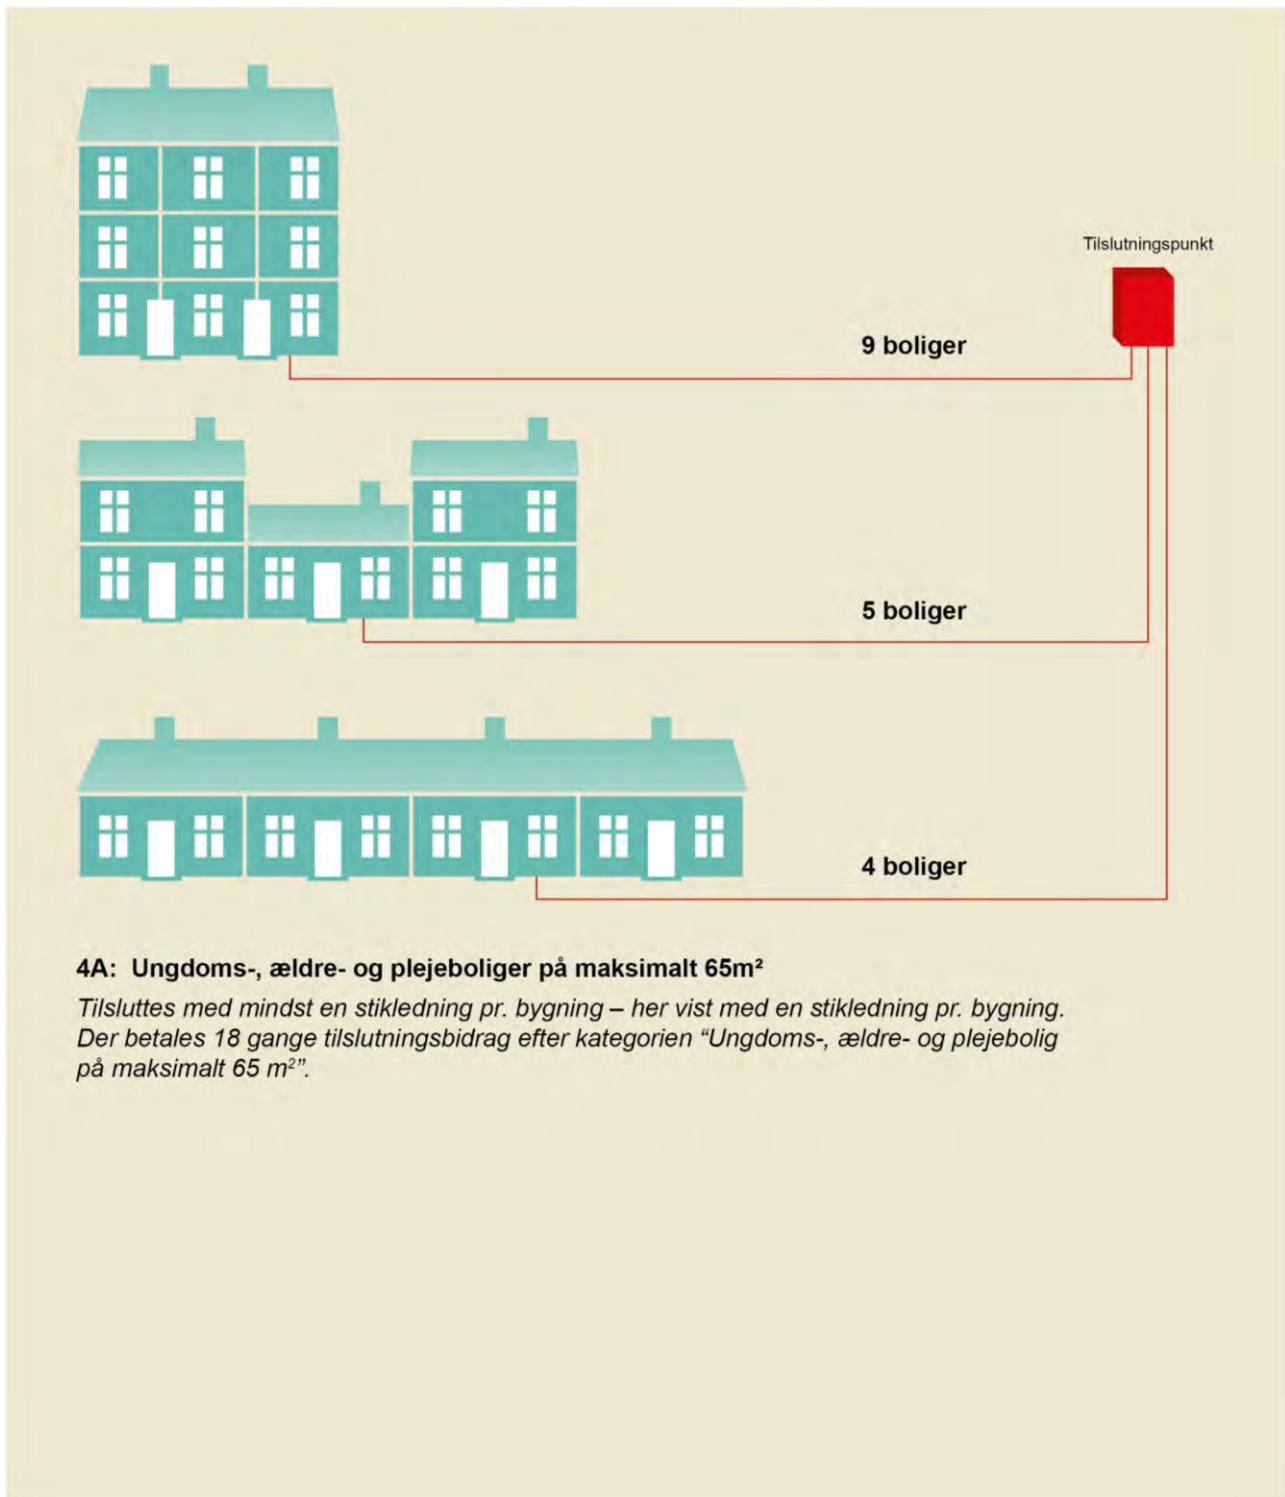 Tilslutningspunkt
9 boliger
5 boliger
4 boliger
4A: Ungdoms-, ældre- og plejeboliger på maksimalt 65m²
Tilsluttes med mindst en stikledning pr. bygning – her vist med en stikledning pr. bygning.
Der betales 18 gange tilslutningsbidrag efter kategorien “Ungdoms-, ældre- og plejebolig
på maksimalt 65 m²”.